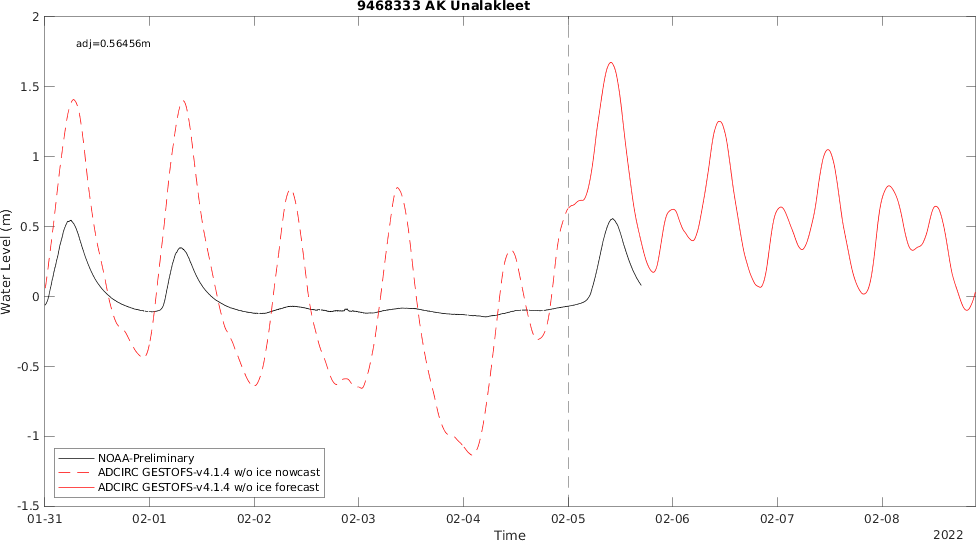 9468333 AK Unalakleet
adj=0.56456m
2
1.5
1
0.5
0
-0.5
-1
-1.5
Water Level (m)
NOAA-Preliminary
ADCIRC GESTOFS-v4.1.4 w/o ice nowcast
ADCIRC GESTOFS-v4.1.4 w/o ice forecast
01-31 02-01 02-02 02-03 02-04 02-05 02-06 02-07 02-08
Time
2022